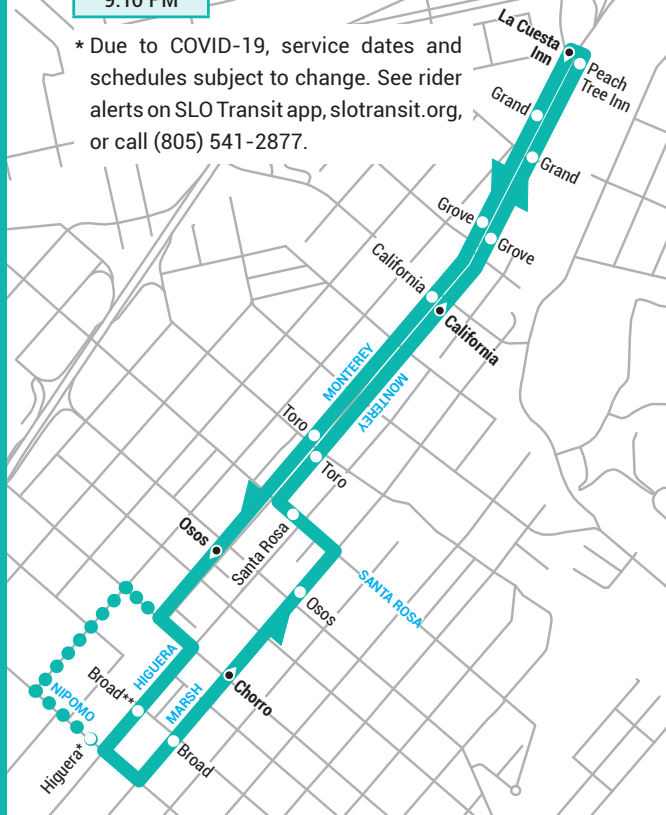 9:10 PM
* Due to COVID-19, service dates and
schedules subject to change. See rider
alerts on SLO Transit app, slotransit.org,
or call (805) 541-2877.
La Cuesta
Inn
Peach
Tree Inn
Grand
Grand
Grove
Grove
California
California
MONTEREY
MONTEREY
Toro
Toro
Osos
Santa Rosa
SANTA ROSA
Osos
HIGUERA
Broad**
MARSH
Chorro
NIPOMO
Higuera*
Broad